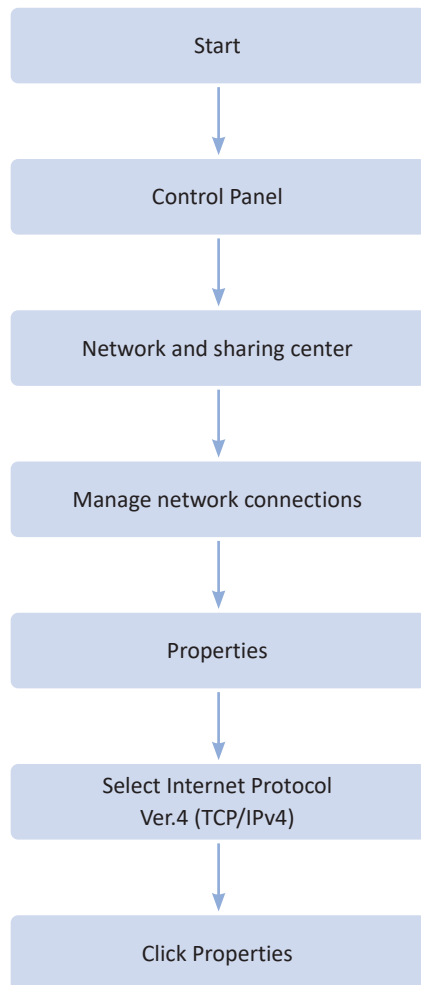 Start
Control Panel
Network and sharing center
Manage network connections
Properties
Select Internet Protocol
Ver.4 (TCP/IPv4)
Click Properties